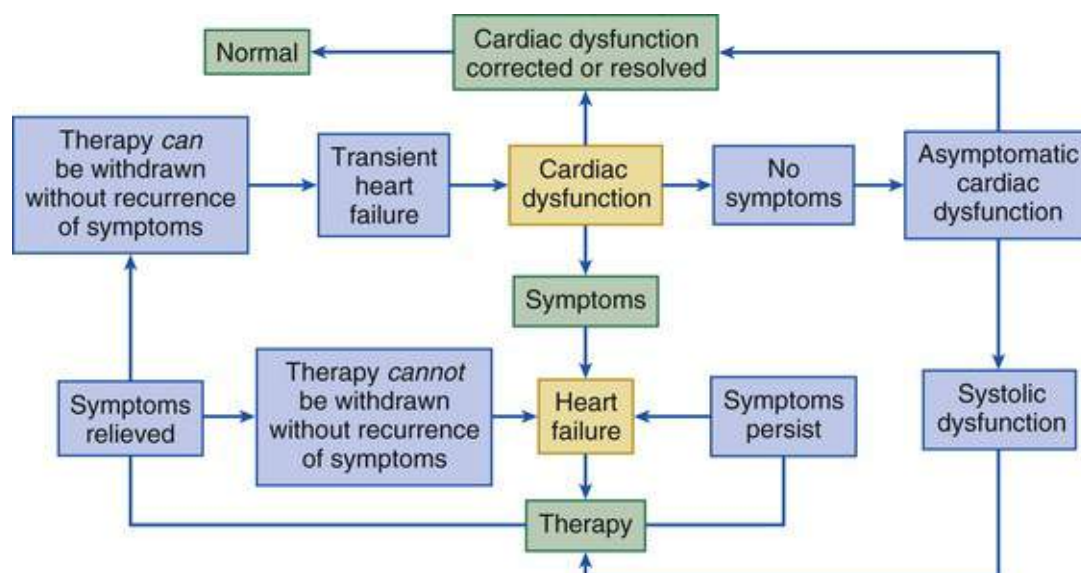 Normal
Cardiac dysfunction
corrected or resolved
Therapy can
be withdrawn
without recurrence
of symptoms
Transient
heart
failure
Cardiac
dysfunction
No
symptoms
Asymptomatic
cardiac
dysfunction
Symptoms
Symptoms
relieved
Therapy cannot
be withdrawn
without recurrence
of symptoms
Heart
failure
Symptoms
persist
Systolic
dysfunction
Therapy